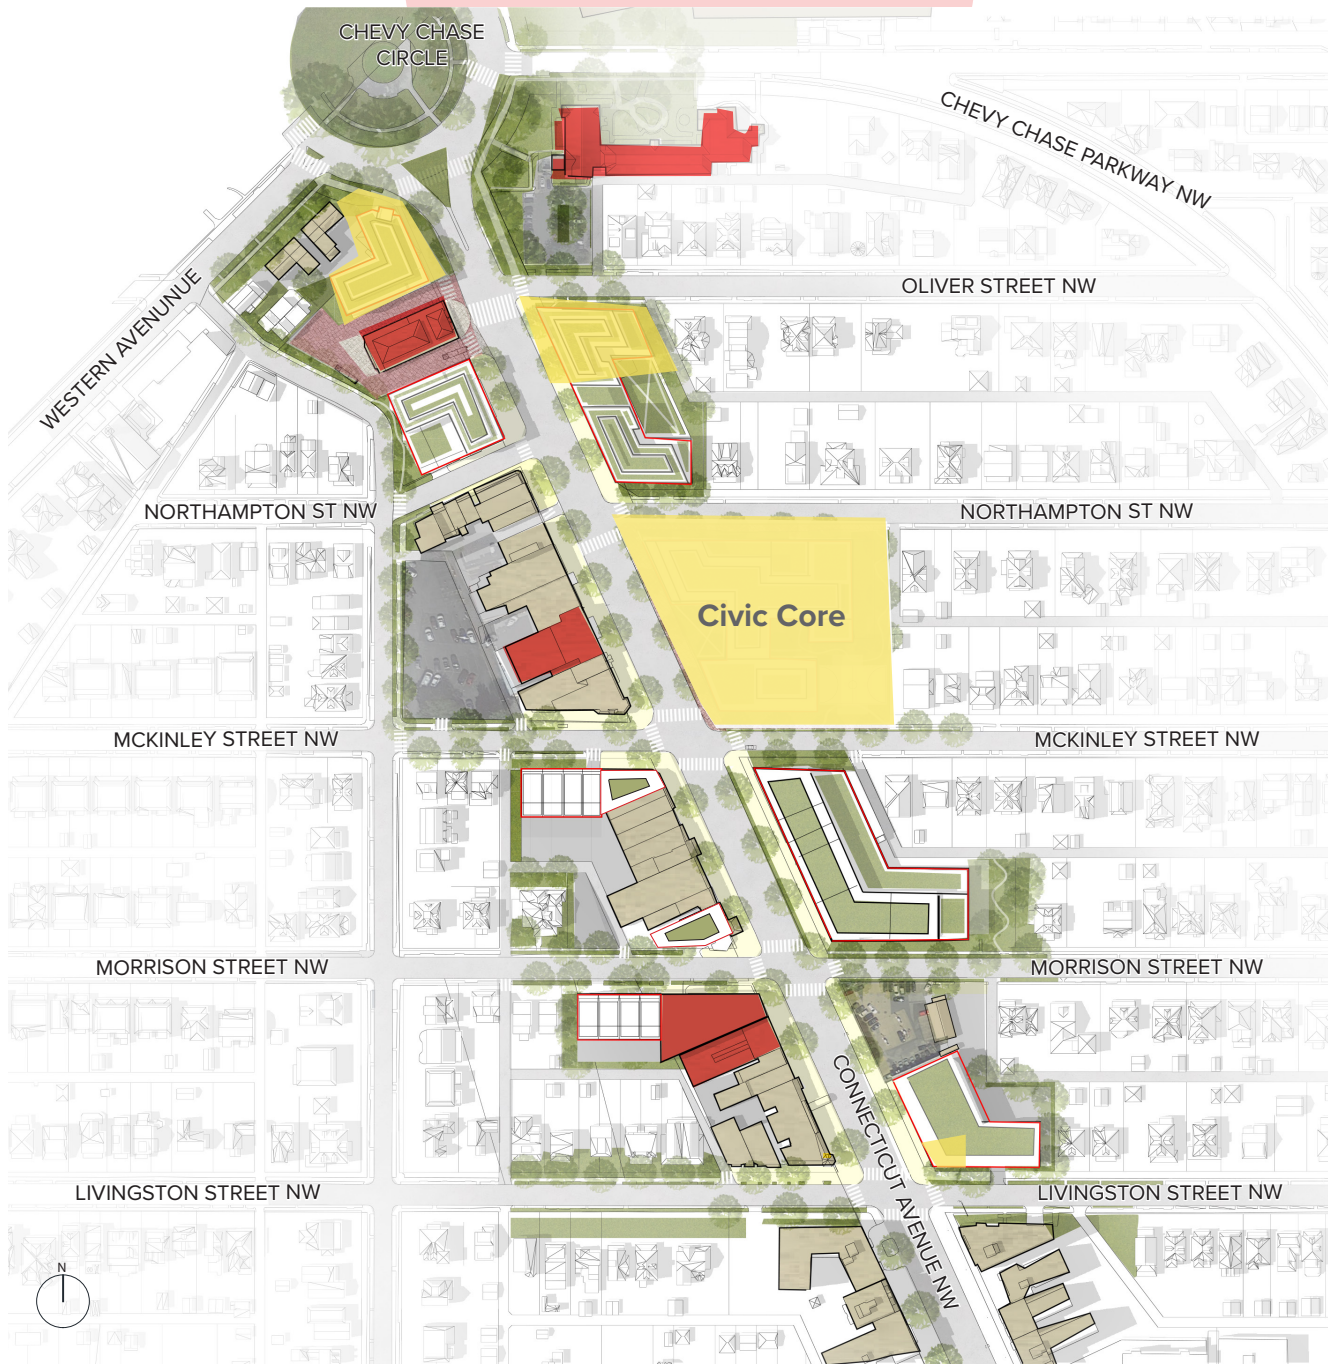 CHEVY CHASE
CIRCLE
CHEVY CHASE PARKWAY NW
WESTERN AVENUNUE
OLIVER STREET NW
NORTHAMPTON ST NW
NORTHAMPTON ST NW
Civic Core
MCKINLEY STREET NW
MCKINLEY STREET NW
MORRISON STREET NW
MORRISON STREET NW
CONNECTICUT AVENUE NW
LIVINGSTON STREET NW
LIVINGSTON STREET NW
N